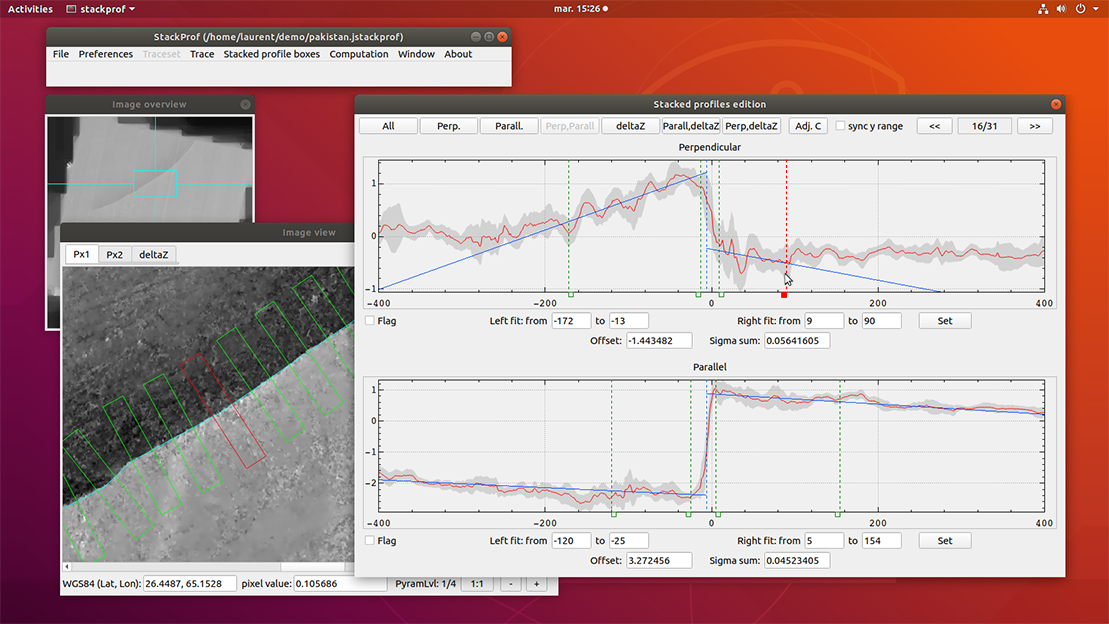 Activities stackprof mar. 15:26
StackProf (/home/laurent/demo/pakistan.jstackprof)
File Preferences Traceset Trace Stacked profile boxes Computation Window About
Image overview
Image view
Px1 Px2 deltaZ
WGS84 (Lat, Lon): 26.4487, 65.1528 pixel value: 0.105686 PyramLvl: 1/4 1:1 - +
Stacked profiles edition
All Perp. Parall. Perp,Parall deltaZ Parall,deltaZ Perp,deltaZ Adj. C sync y range << 16/31 >>
Perpendicular
1
0
−1
−400 −200 0 200 400
Flag Left fit: from -172 to -13 Right fit: from 9 to 90 Set
Offset: -1.443482 Sigma sum: 0.05641605
Parallel
1
0
−1
−2
−400 −200 0 200 400
Flag Left fit: from -120 to -25 Right fit: from 5 to 154 Set
Offset: 3.272456 Sigma sum: 0.04523405